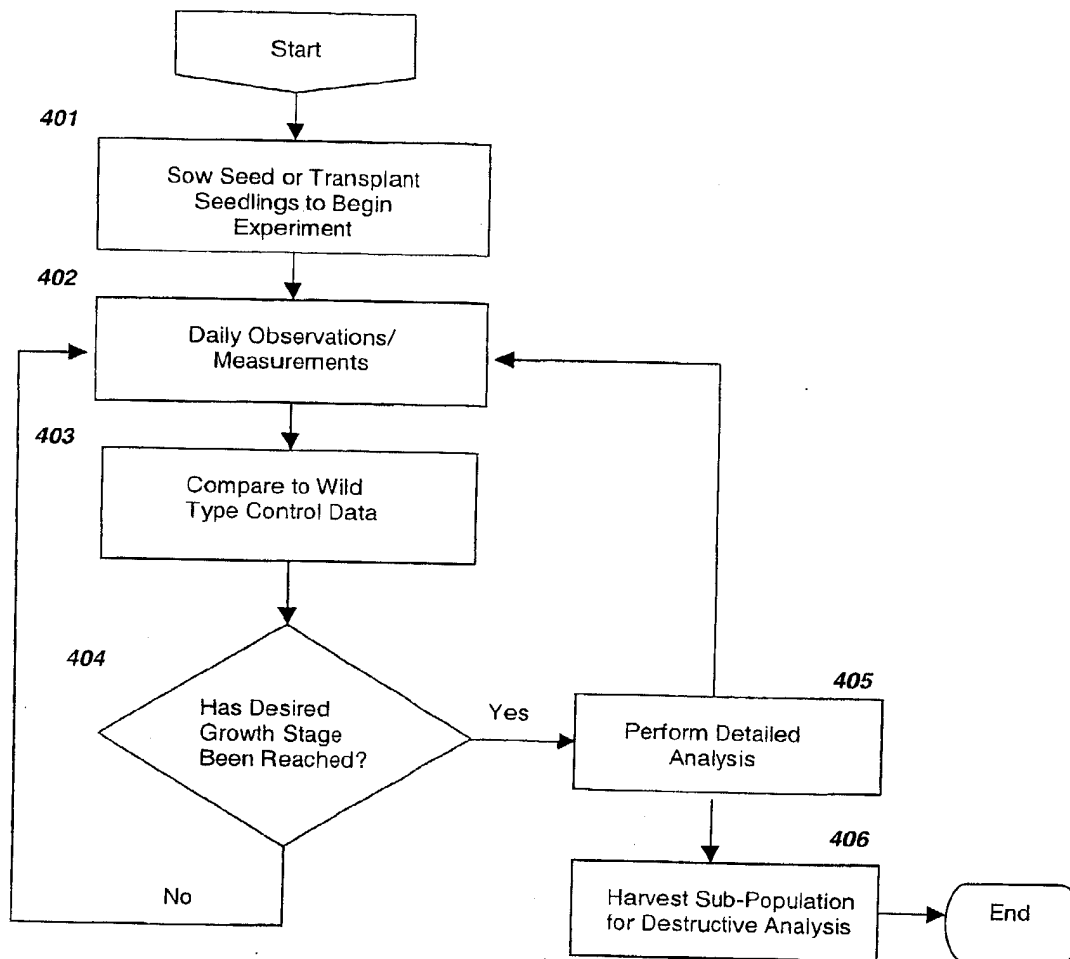 Start
401
Sow Seed or Transplant
Seedlings to Begin
Experiment
402
Daily Observations/
Measurements
403
Compare to Wild
Type Control Data
404
Has Desired
Growth Stage
Been Reached?
Yes
No
405
Perform Detailed
Analysis
406
Harvest Sub-Population
for Destructive Analysis
End